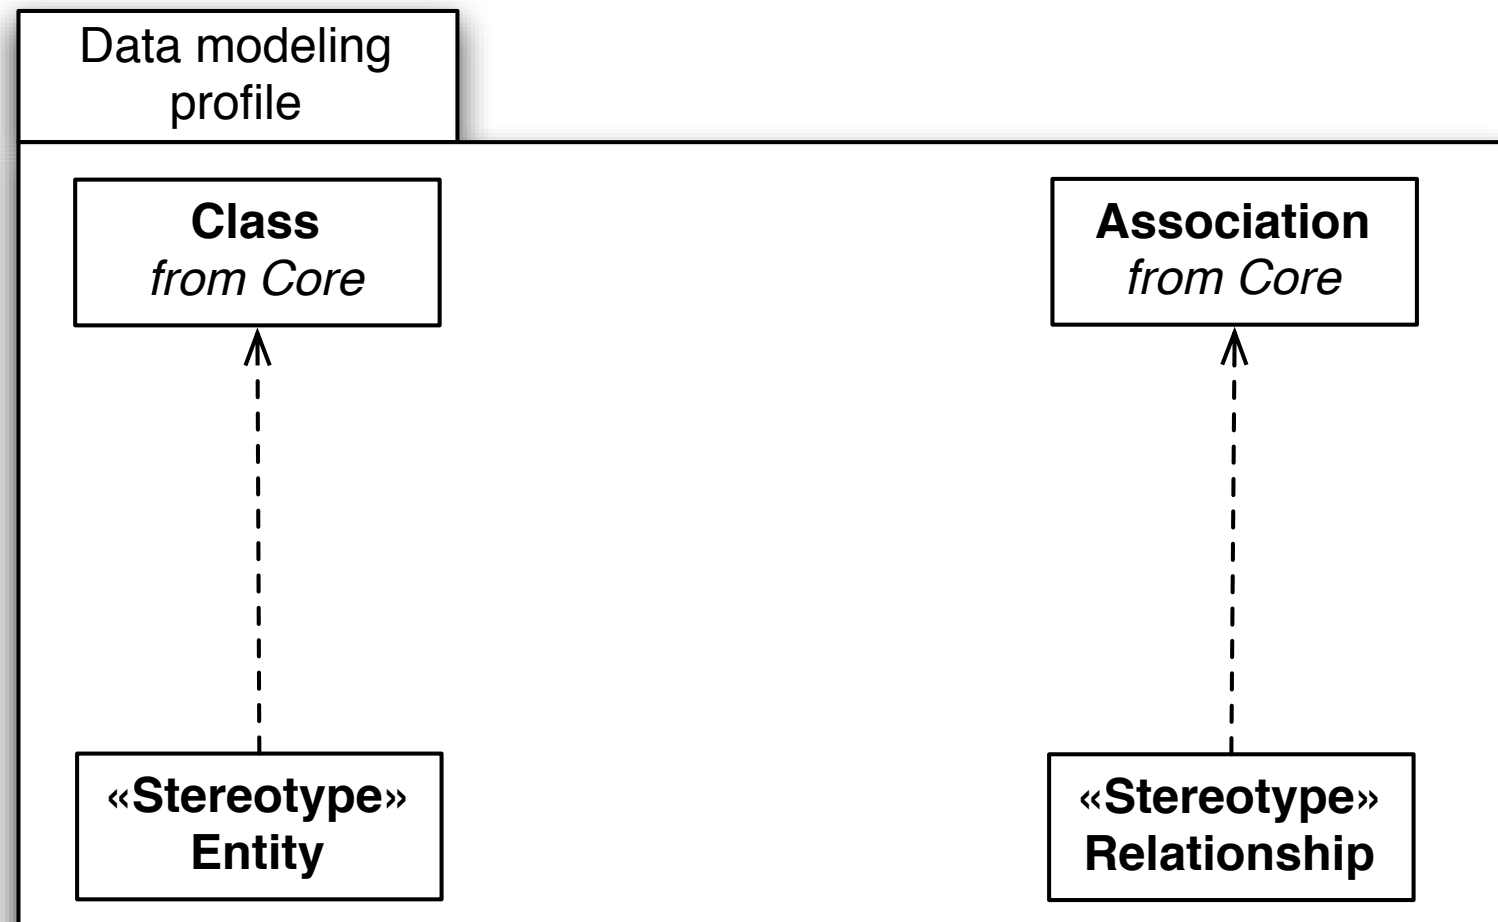 Data modeling
profile
Class
from Core
Association
from Core
«Stereotype»
Entity
«Stereotype»
Relationship